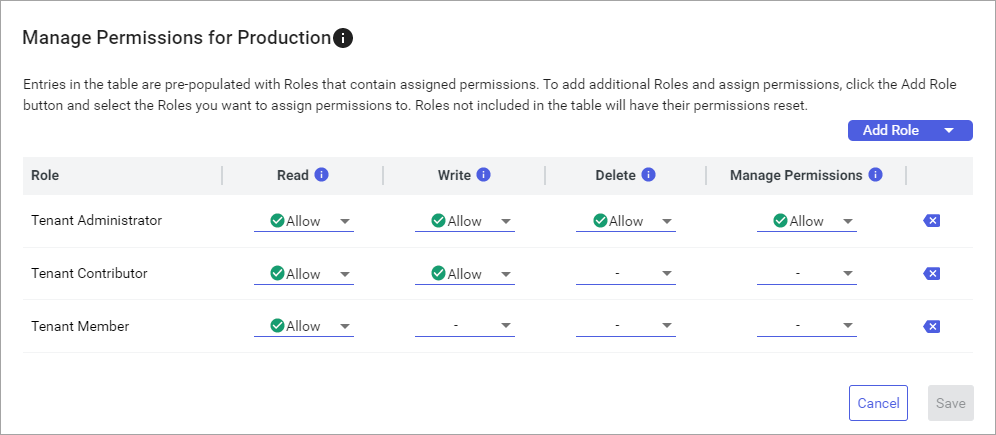 Manage Permissions for Production
Entries in the table are pre-populated with Roles that contain assigned permissions. To add additional Roles and assign permissions, click the Add Role
button and select the Roles you want to assign permissions to. Roles not included in the table will have their permissions reset.
Add Role
Role Read Write Delete Manage Permissions
Tenant Administrator Allow Allow Allow Allow
Tenant Contributor Allow Allow - -
Tenant Member Allow - - -
Cancel Save